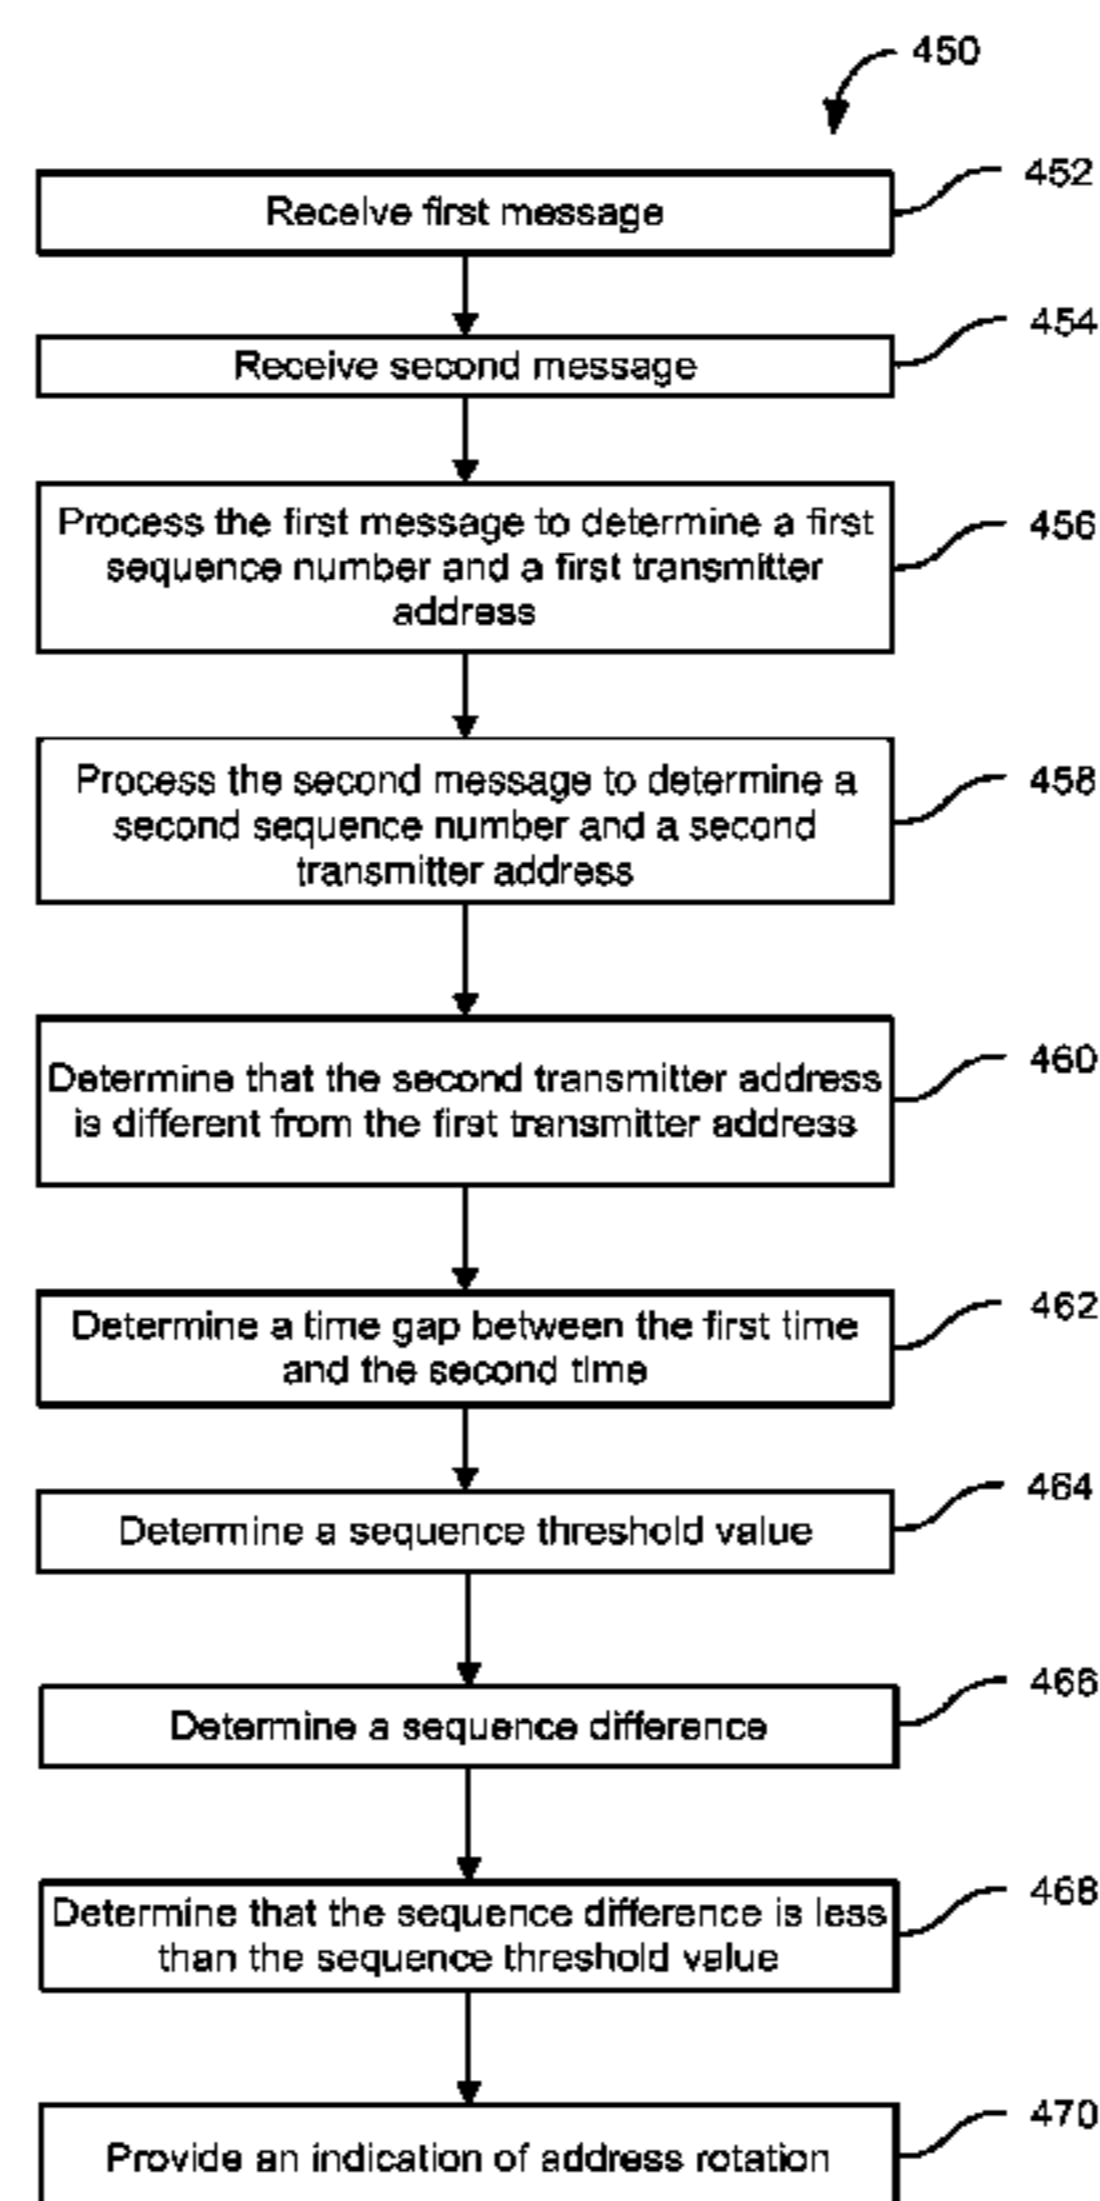 450
Receive first message
452
Receive second message
454
Process the first message to determine a first
sequence number and a first transmitter
address
456
Process the second message to determine a
second sequence number and a second
transmitter address
458
Determine that the second transmitter address
is different from the first transmitter address
460
Determine a time gap between the first time
and the second time
462
Determine a sequence threshold value
464
Determine a sequence difference
466
Determine that the sequence difference is less
than the sequence threshold value
468
Provide an indication of address rotation
470